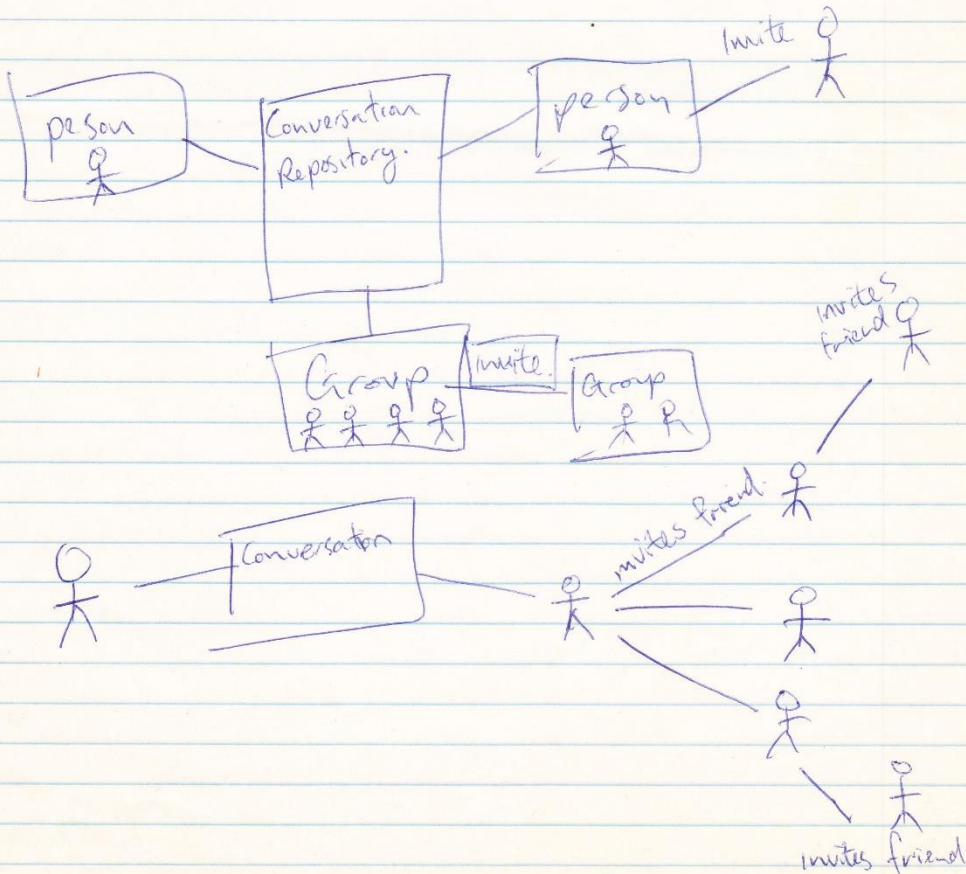 Invite
person
Conversation
Repository.
person
Group
Invite.
Group
invites
friend
invites friend.
Conversation
invites friend